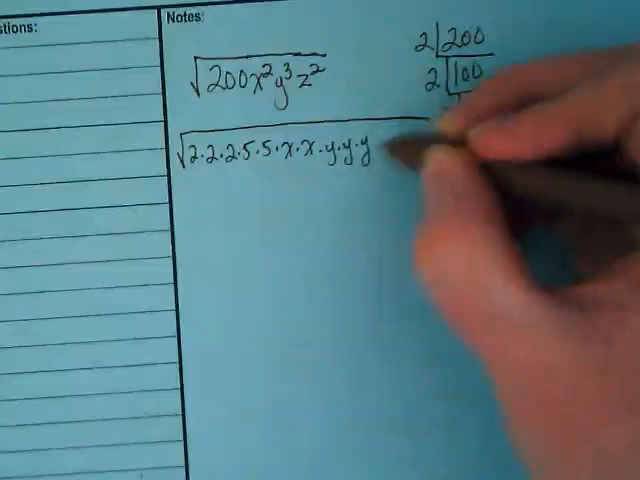 stions:
Notes:
√200x²y³z²
2|200
2|100
√2·2·2·5·5·x·x·y·y·y